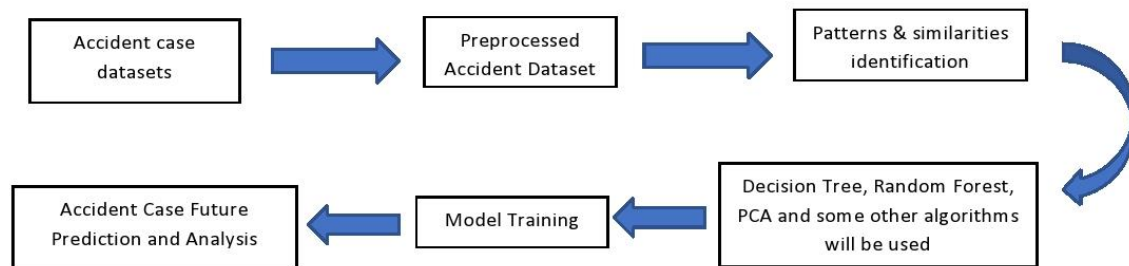 Accident case
datasets
Preprocessed
Accident Dataset
Patterns & similarities
identification
Decision Tree, Random Forest,
PCA and some other algorithms
will be used
Model Training
Accident Case Future
Prediction and Analysis